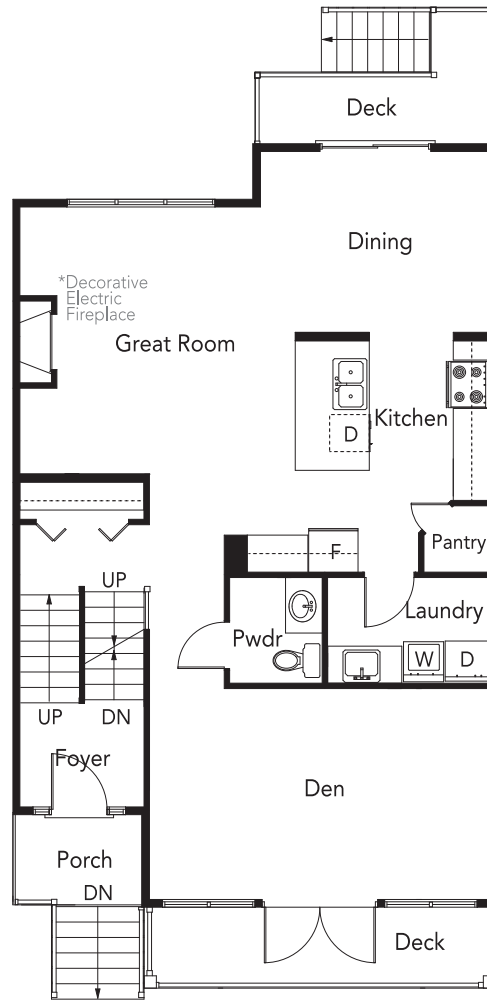 Deck
Dining
*Decorative
Electric
Fireplace
Great Room
Kitchen
D
F
Pantry
UP
Laundry
Pwdr
W
D
UP
DN
Foyer
Den
Porch
DN
Deck